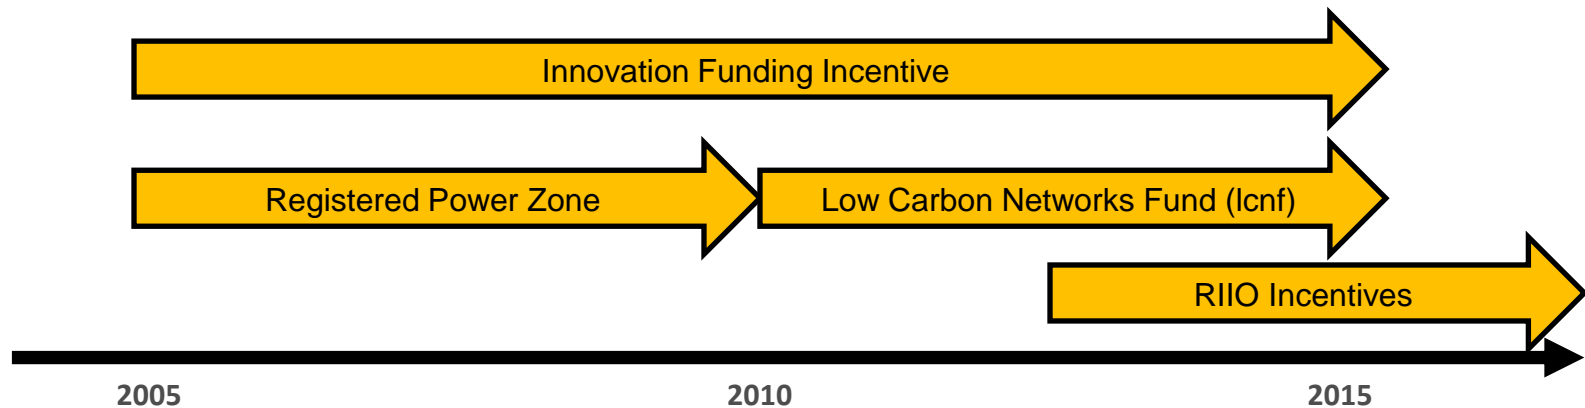 Innovation Funding Incentive
Registered Power Zone
Low Carbon Networks Fund (lcnf)
RIIO Incentives
2005
2010
2015